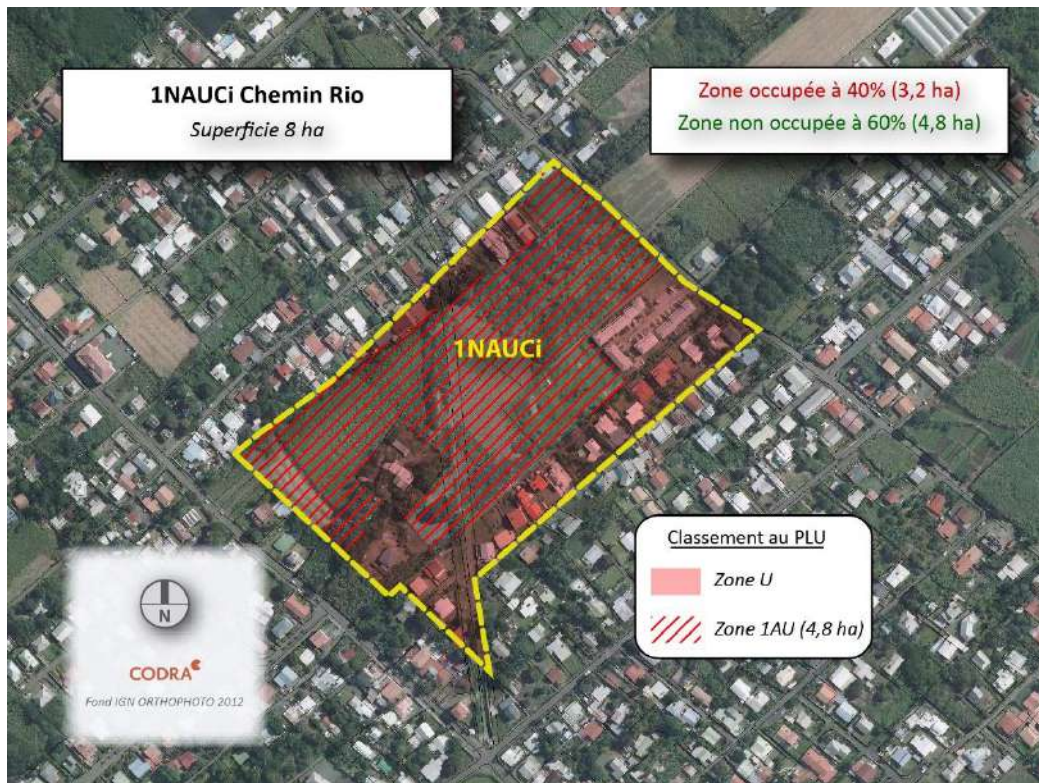 1NAUCi Chemin Rio
Superficie 8 ha
Zone occupée à 40% (3,2 ha)
Zone non occupée à 60% (4,8 ha)
1NAUCi
Classement au PLU
Zone U
Zone 1AU (4,8 ha)
N
CODRA
Fond IGN ORTHOPHOTO 2012